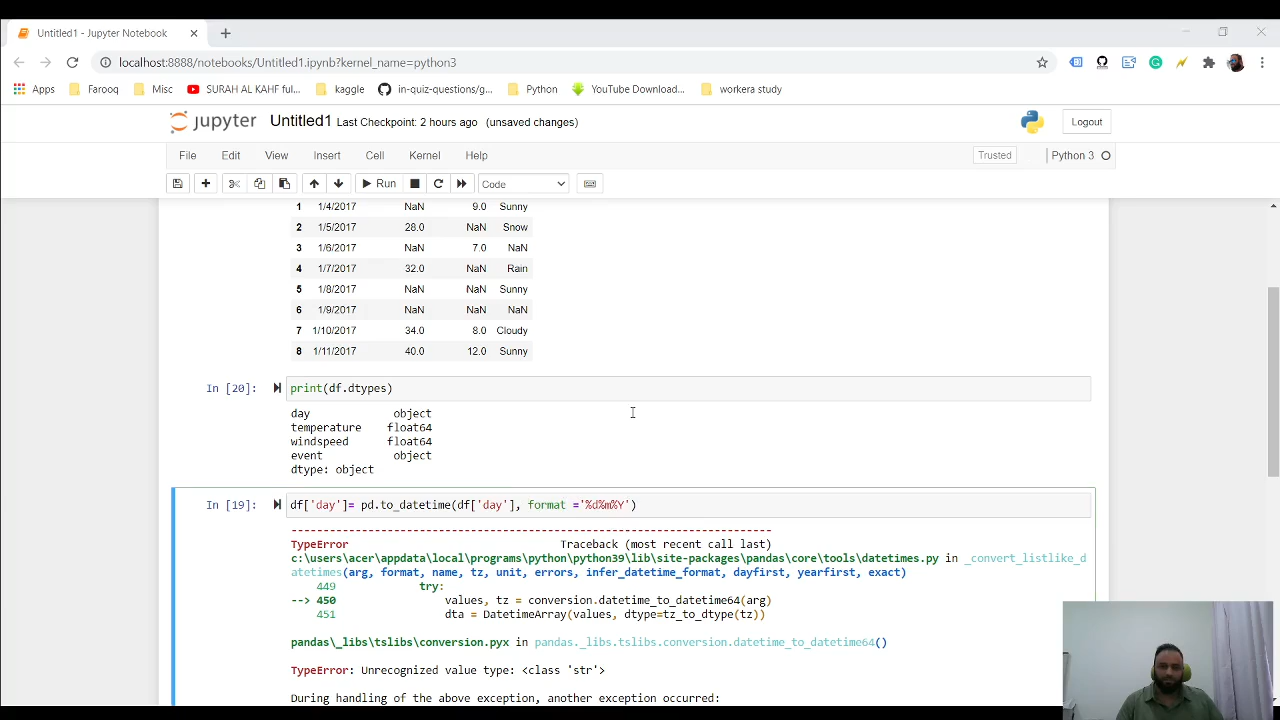 Untitled1 - Jupyter Notebook
localhost:8888/notebooks/Untitled1.ipynb?kernel_name=python3
Apps Farooq Misc SURAH AL KAHF ful... kaggle in-quiz-questions/g... Python YouTube Download... workera study
jupyter Untitled1 Last Checkpoint: 2 hours ago (unsaved changes) Logout
File Edit View Insert Cell Kernel Help Trusted Python 3
Run Code
1 1/4/2017 NaN 9.0 Sunny
2 1/5/2017 28.0 NaN Snow
3 1/6/2017 NaN 7.0 NaN
4 1/7/2017 32.0 NaN Rain
5 1/8/2017 NaN NaN Sunny
6 1/9/2017 NaN NaN NaN
7 1/10/2017 34.0 8.0 Cloudy
8 1/11/2017 40.0 12.0 Sunny
In [20]: print(df.dtypes)
day object
temperature float64
windspeed float64
event object
dtype: object
In [19]: df['day']= pd.to_datetime(df['day'], format ='%d%m%Y')
---------------------------------------------------------------------------
TypeError Traceback (most recent call last)
c:\users\acer\appdata\local\programs\python\python39\lib\site-packages\pandas\core\tools\datetimes.py in _convert_listlike_d
atetimes(arg, format, name, tz, unit, errors, infer_datetime_format, dayfirst, yearfirst, exact)
449 try:
--> 450 values, tz = conversion.datetime_to_datetime64(arg)
451 dta = DatetimeArray(values, dtype=tz_to_dtype(tz))
pandas\_libs\tslibs\conversion.pyx in pandas._libs.tslibs.conversion.datetime_to_datetime64()
TypeError: Unrecognized value type: <class 'str'>
During handling of the above exception, another exception occurred: